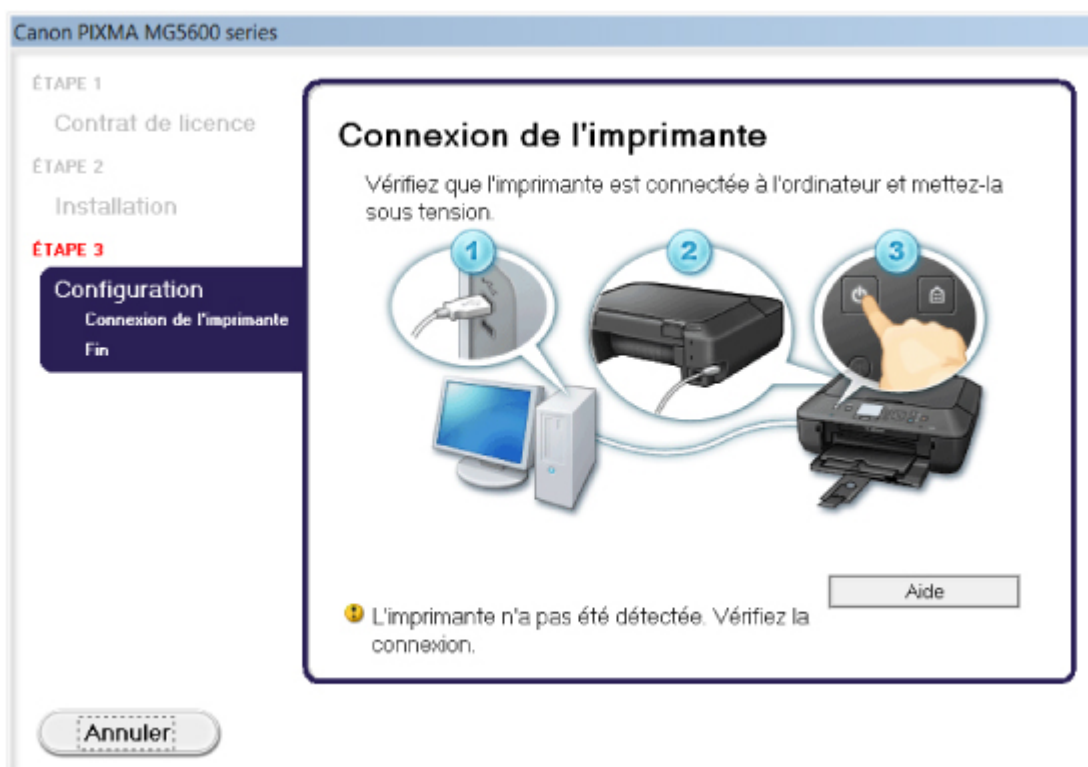 Canon PIXMA MG5600 series
ÉTAPE 1
Contrat de licence
ÉTAPE 2
Installation
ÉTAPE 3
Configuration
Connexion de l'imprimante
Fin
Connexion de l'imprimante
Vérifiez que l'imprimante est connectée à l'ordinateur et mettez-la
sous tension.
1
2
3
Aide
L'imprimante n'a pas été détectée. Vérifiez la
connexion.
Annuler